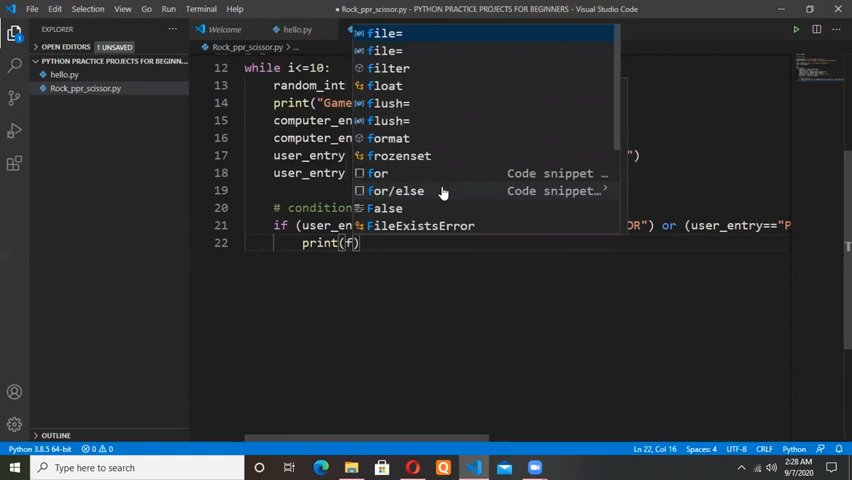 File Edit Selection View Go Run Terminal Help
● Rock_ppr_scissor.py - PYTHON PRACTICE PROJECTS FOR BEGINNERS - Visual Studio Code
EXPLORER
OPEN EDITORS 1 UNSAVED
PYTHON PRACTICE PROJECTS FOR BEGINN...
hello.py
Rock_ppr_scissor.py
OUTLINE
Welcome
hello.py
Rock_ppr_scissor.py > ...
12 while i<=10:
13 random_int
14 print("Game
15 computer_en
16 computer_en
17 user_entry ")
18 user_entry
19
20 # condition
21 if (user_en OR") or (user_entry=="P
22 print(f)
file=
file=
filter
float
flush=
flush=
format
frozenset
for Code snippet ...
for/else Code snippet...
False
FileExistsError
1
Python 3.8.5 64-bit 0 0 Ln 22, Col 16 Spaces: 4 UTF-8 CRLF Python
Type here to search
2:28 AM
9/7/2020